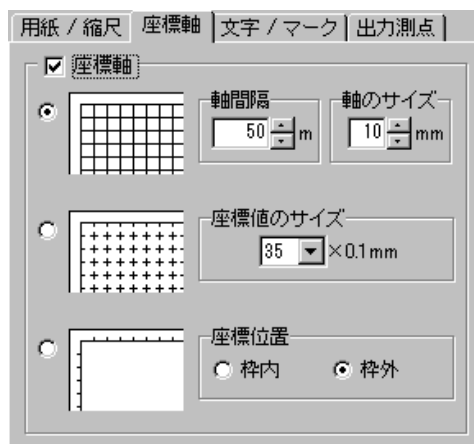 用紙 / 縮尺 座標軸 文字 / マーク 出力測点
座標軸
軸間隔 軸のサイズ
50 m 10 mm
座標値のサイズ
35 ×0.1mm
座標位置
枠内 枠外